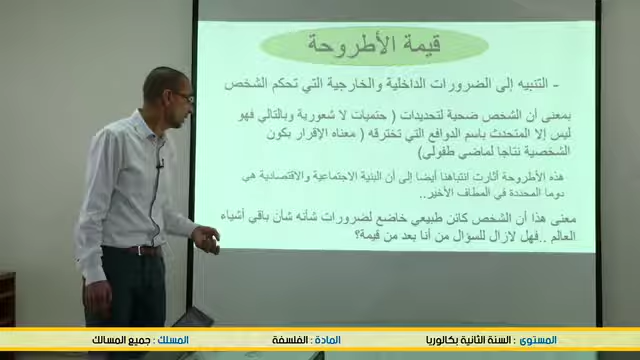 قيمة الأطروحة
- التنبيه إلى الضرورات الداخلية والخارجية التي تحكم الشخص
بمعنى أن الشخص ضحية لتحديدات ( حتميات لا شعورية وبالتالي فهو
ليس إلا المتحدث باسم الدوافع التي تخترقه ( معناه الإقرار بكون
الشخصية نتاجا لماضي طفولي)
هذه الأطروحة أثارت انتباهنا أيضا إلى أن البنية الاجتماعية والاقتصادية هي
دوما المحددة في المطاف الأخير..
معنى هذا أن الشخص كائن طبيعي خاضع لضرورات شأنه شأن باقي أشياء
العالم ..فهل لازال للسؤال من أنا بعد من قيمة؟
المستوى : السنة الثانية بكالوريا
المادة : الفلسفة
المسلك : جميع المسالك